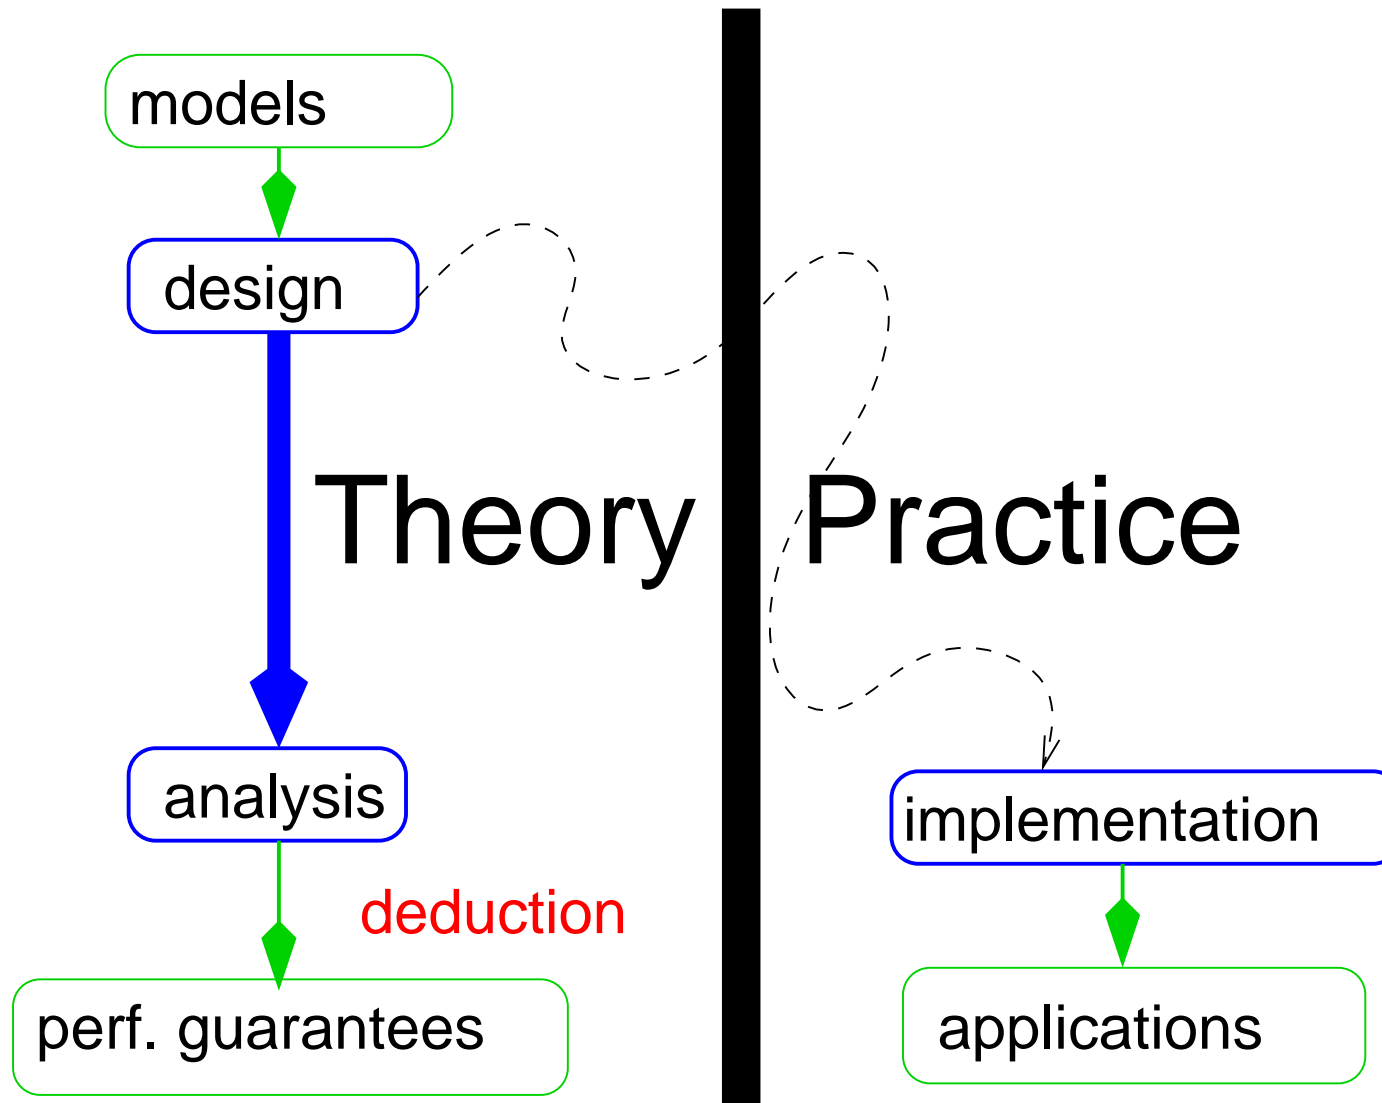 models
design
Theory
Practice
analysis
implementation
deduction
perf. guarantees
applications